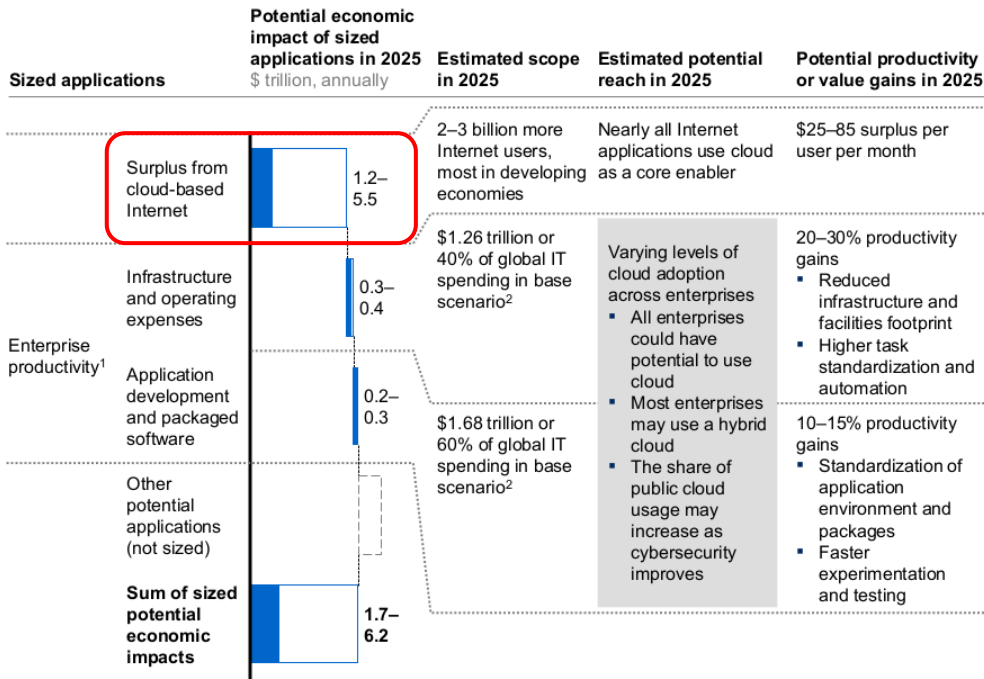 Sized applications
Potential economic
impact of sized
applications in 2025
$ trillion, annually
Estimated scope
in 2025
Estimated potential
reach in 2025
Potential productivity
or value gains in 2025
Surplus from
cloud-based
Internet
1.2–
5.5
2–3 billion more
Internet users,
most in developing
economies
Nearly all Internet
applications use cloud
as a core enabler
$25–85 surplus per
user per month
Enterprise
productivity1
Infrastructure
and operating
expenses
0.3–
0.4
$1.26 trillion or
40% of global IT
spending in base
scenario2
Varying levels of
cloud adoption
across enterprises
▪ All enterprises
could have
potential to use
cloud
▪ Most enterprises
may use a hybrid
cloud
▪ The share of
public cloud
usage may
increase as
cybersecurity
improves
20–30% productivity
gains
▪ Reduced
infrastructure and
facilities footprint
▪ Higher task
standardization and
automation
Application
development
and packaged
software
0.2–
0.3
$1.68 trillion or
60% of global IT
spending in base
scenario2
10–15% productivity
gains
▪ Standardization of
application
environment and
packages
▪ Faster
experimentation
and testing
Other
potential
applications
(not sized)
Sum of sized
potential
economic
impacts
1.7–
6.2